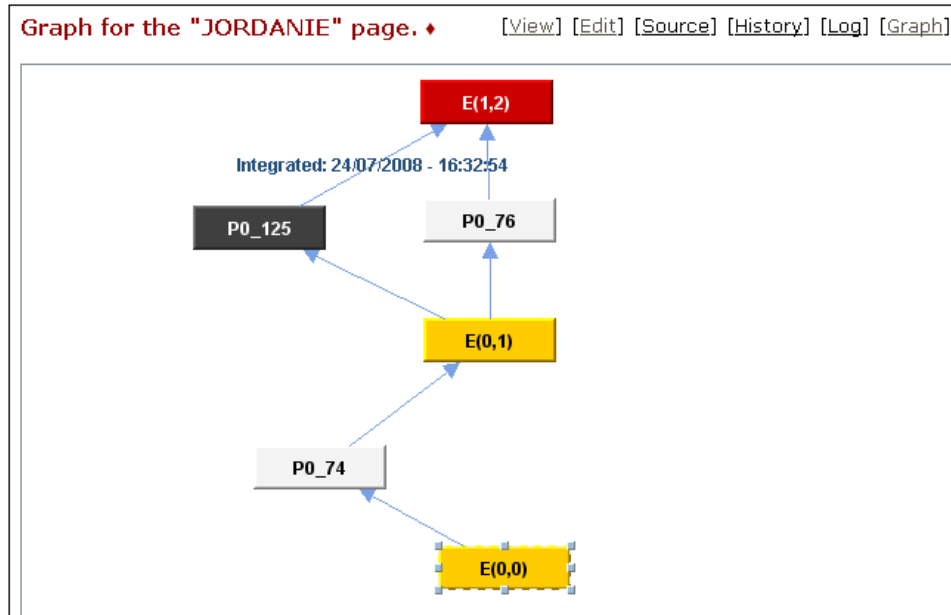 Graph for the "JORDANIE" page. ♦ [View] [Edit] [Source] [History] [Log] [Graph]
E(1,2)
Integrated: 24/07/2008 - 16:32:54
P0_125 P0_76
E(0,1)
P0_74
E(0,0)